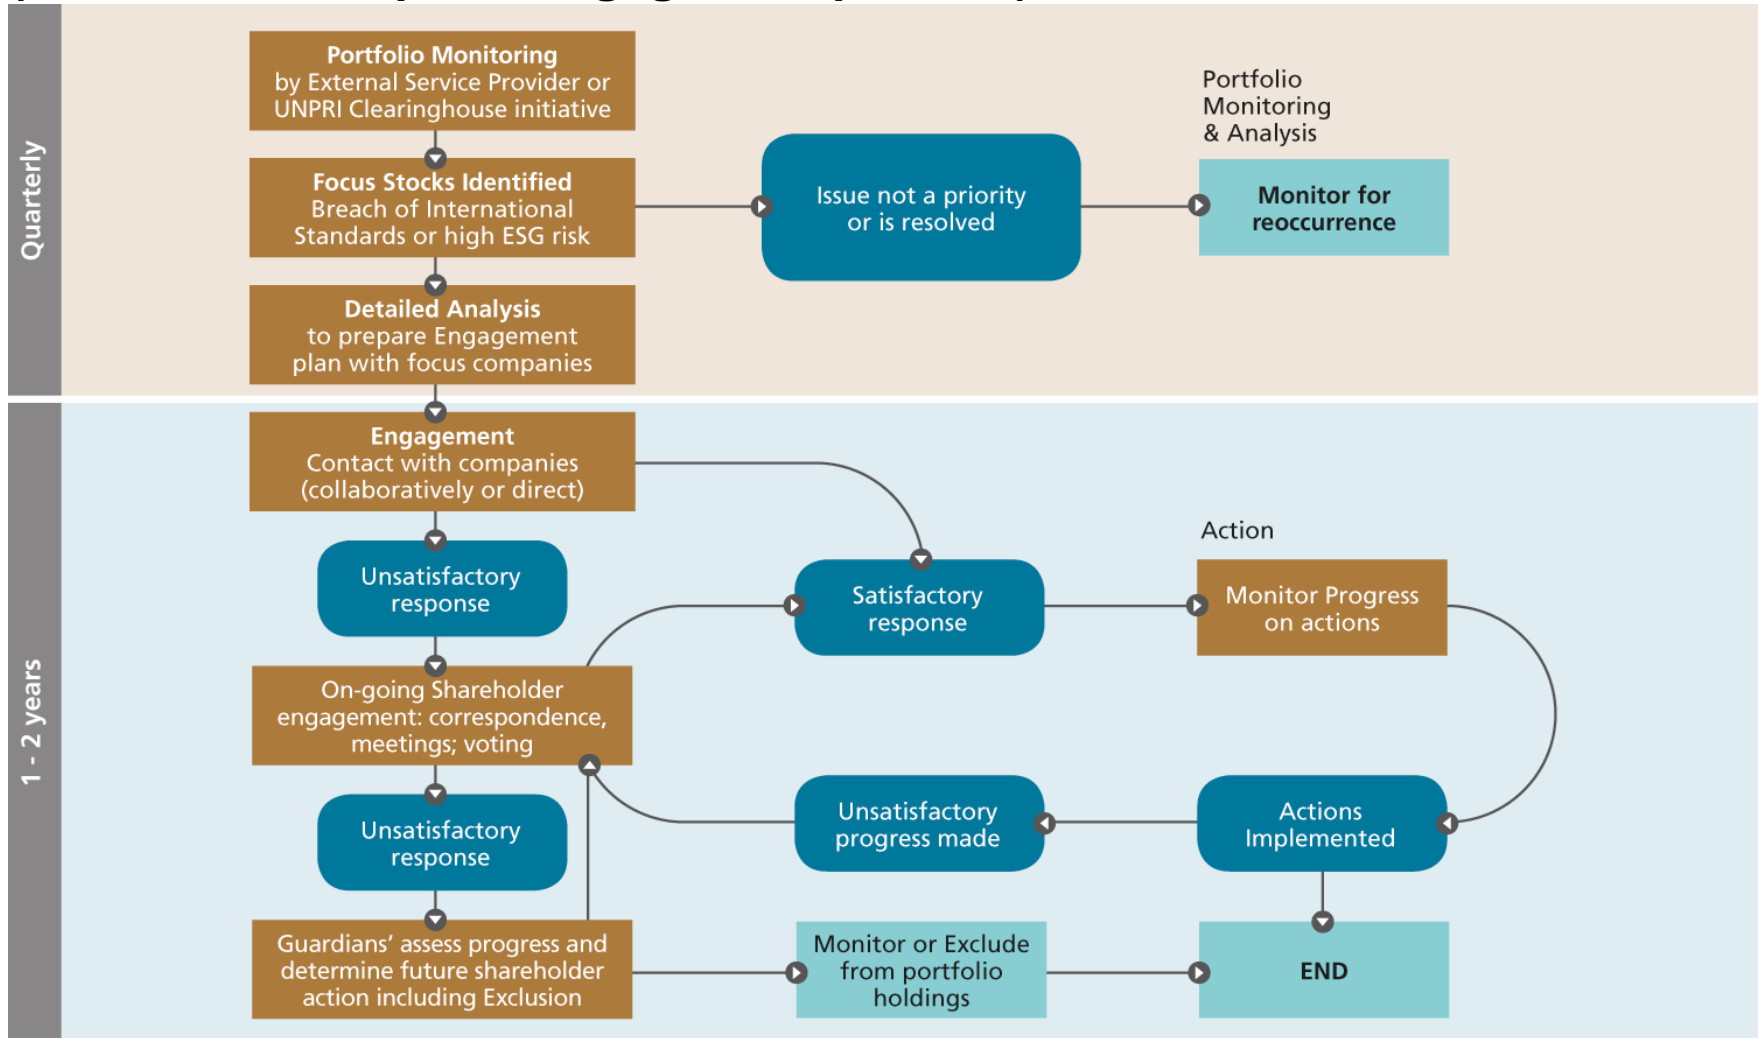 Quarterly
Portfolio Monitoring
by External Service Provider or
UNPRI Clearinghouse initiative
Focus Stocks Identified
Breach of International
Standards or high ESG risk
Issue not a priority
or is resolved
Portfolio
Monitoring
& Analysis
Monitor for
reoccurrence
Detailed Analysis
to prepare Engagement
plan with focus companies
1 - 2 years
Engagement
Contact with companies
(collaboratively or direct)
Unsatisfactory
response
Satisfactory
response
Action
Monitor Progress
on actions
On-going Shareholder
engagement: correspondence,
meetings; voting
Unsatisfactory
response
Unsatisfactory
progress made
Actions
Implemented
Guardians’ assess progress and
determine future shareholder
action including Exclusion
Monitor or Exclude
from portfolio
holdings
END